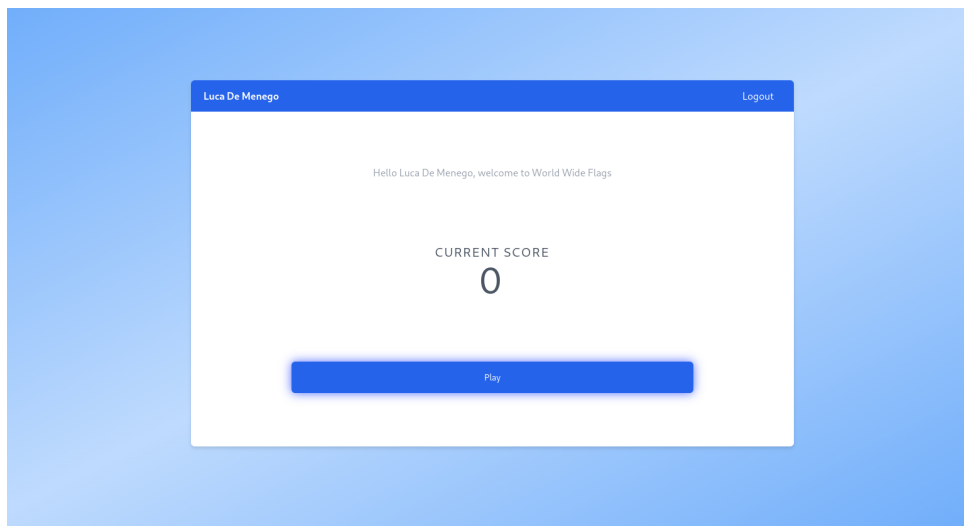 Luca De Menego Logout
Hello Luca De Menego, welcome to World Wide Flags
CURRENT SCORE
0
Play